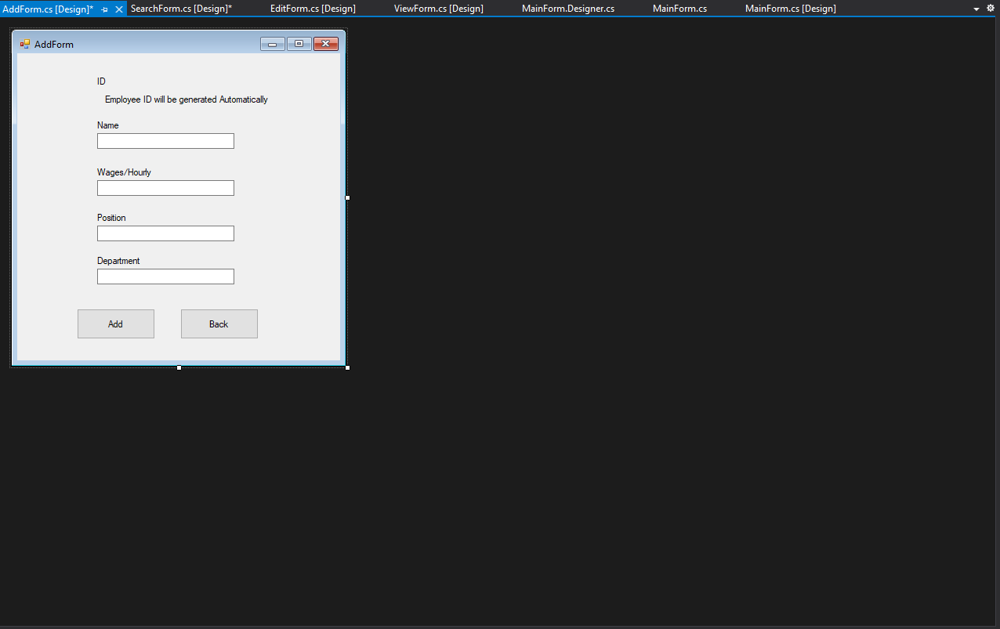 AddForm.cs [Design]* SearchForm.cs [Design]* EditForm.cs [Design] ViewForm.cs [Design] MainForm.Designer.cs MainForm.cs MainForm.cs [Design]
AddForm
ID
Employee ID will be generated Automatically
Name
Wages/Hourly
Position
Department
Add Back